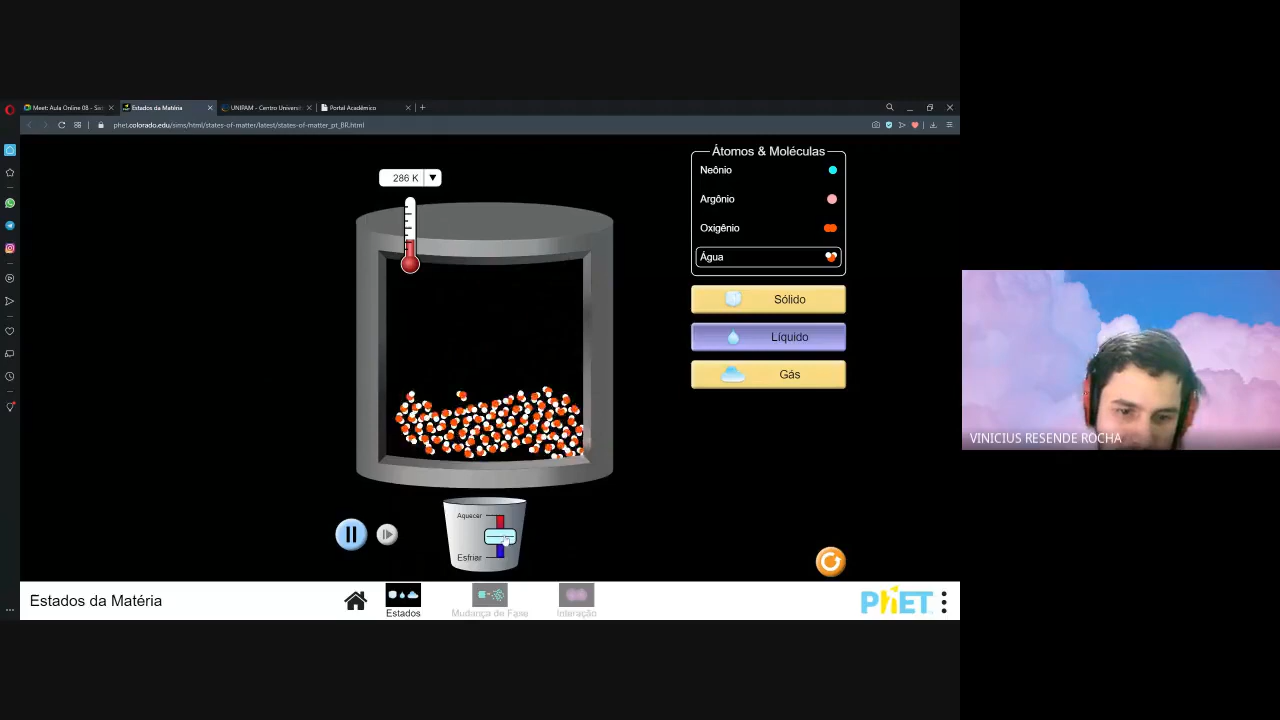 Meet: Aula Online 08 - Sa
Estados da Matéria
UNIPAM - Centro Universit
Portal Acadêmico
phet.colorado.edu/sims/html/states-of-matter/latest/states-of-matter_pt_BR.html
286 K
Átomos & Moléculas
Neônio
Argônio
Oxigênio
Água
Sólido
Líquido
Gás
VINICIUS RESENDE ROCHA
Aquecer
Esfriar
Estados da Matéria
Estados
Mudança de Fase
Interação
PhET